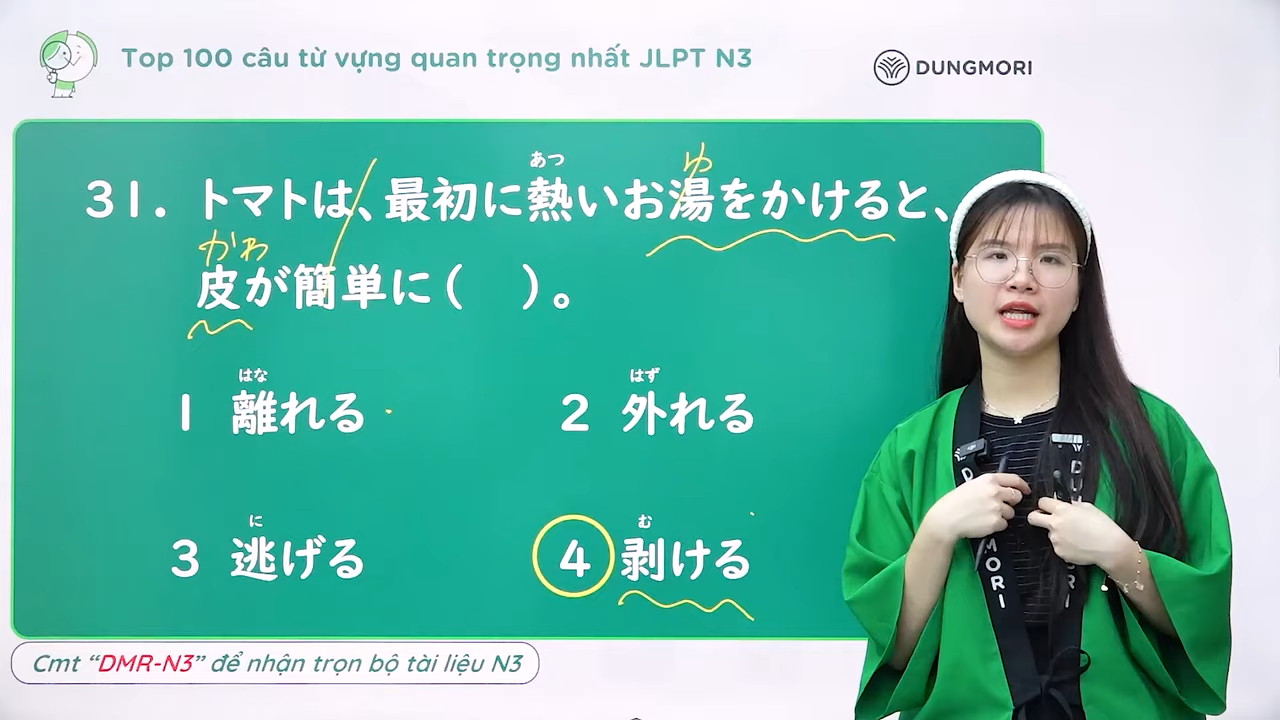 Top 100 câu từ vựng quan trọng nhất JLPT N3
DUNGMORI
あつ ゆ
31. トマトは、最初に熱いお湯をかけると、
かわ
皮が簡単に( )。
はな はず
1 離れる 2 外れる
に む
3 逃げる 4 剥ける
Cmt “DMR-N3” để nhận trọn bộ tài liệu N3
MORI